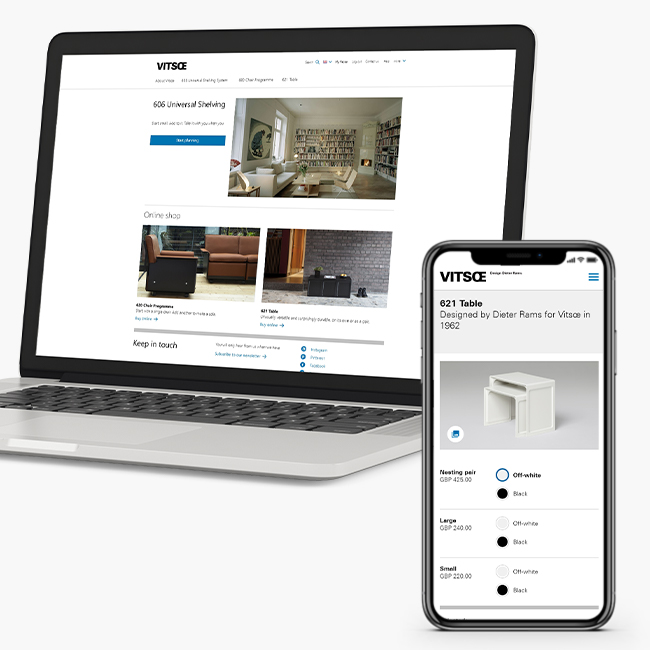 VITSŒ
606 Universal Shelving System
620 Chair Programme
621 Table
606 Universal Shelving
Start planning
Online shop
620 Chair Programme
Buy online →
621 Table
Buy online →
Keep in touch
Subscribe to our newsletter →
Instagram
Pinterest
Facebook
VITSŒ Design Dieter Rams
621 Table
Designed by Dieter Rams for Vitsœ in
1962
Nesting pair
GBP 425.00
Off-white
Black
Large
GBP 240.00
Off-white
Black
Small
GBP 220.00
Off-white
Black